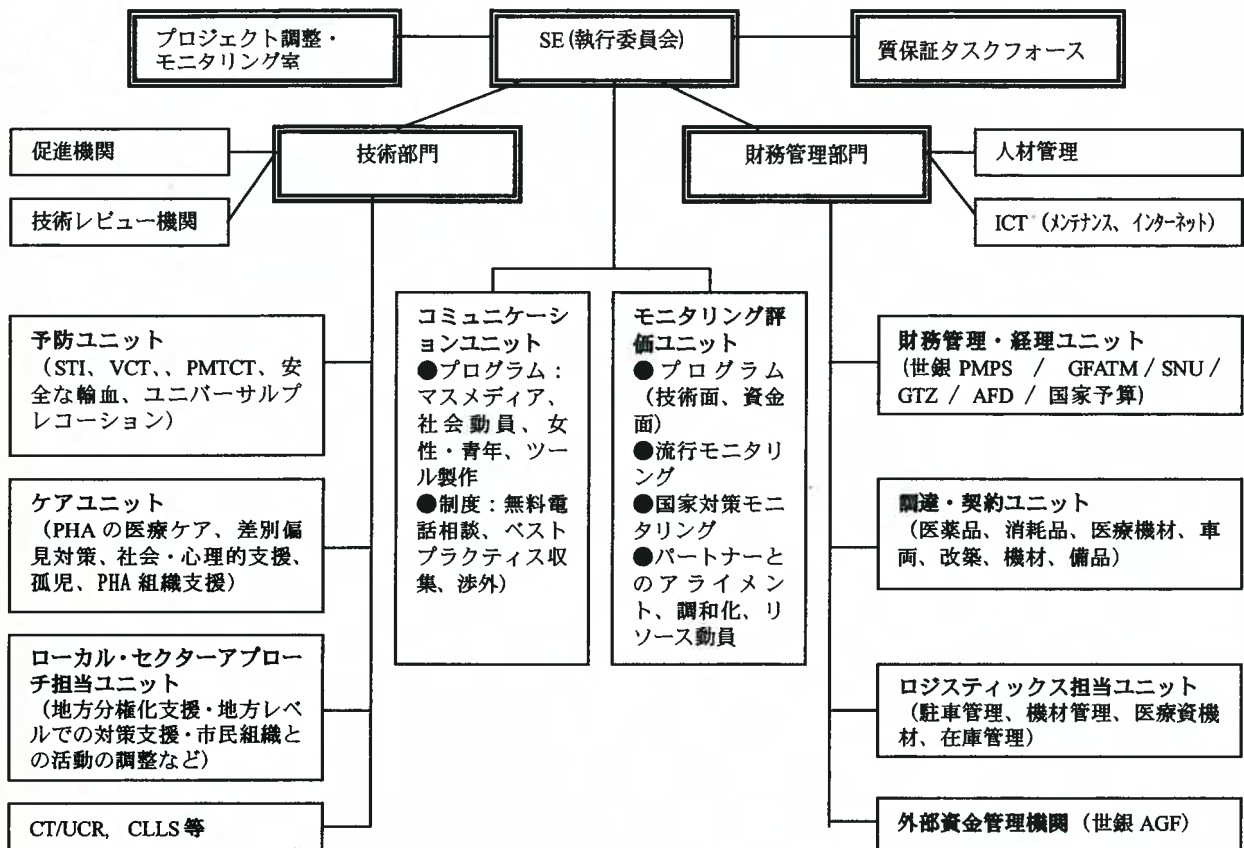 プロジェクト調整・
モニタリング室
SE (執行委員会)
質保証タスクフォース
促進機関
技術部門
財務管理部門
人材管理
技術レビュー機関
ICT（メンテナンス、インターネット）
予防ユニット
（STI、VCT、、PMTCT、安
全な輸血、ユニバーサルプ
レコーション）
ケアユニット
（PHA の医療ケア、差別偏
見対策、社会・心理的支援、
孤児、PHA 組織支援）
ローカル・セクターアプロー
チ担当ユニット
（地方分権化支援・地方レベ
ルでの対策支援・市民組織と
の活動の調整など）
CT/UCR, CLLS 等
コミュニケーシ
ョンユニット
●プログラム：
マスメディア、
社会動員、女
性・青年、ツー
ル製作
●制度：無料電
話相談、ベスト
プラクティス収
集、渉外）
モニタリング評
価ユニット
●プログラム
（技術面、資金
面）
●流行モニタリ
ング
●国家対策モニ
タリング
●パートナーと
のアライメン
ト、調和化、リ
ソース動員
財務管理・経理ユニット
(世銀 PMPS / GFATM / SNU /
GTZ / AFD / 国家予算）
調達・契約ユニット
（医薬品、消耗品、医療機材、車
両、改築、機材、備品）
ロジスティックス担当ユニット
（駐車管理、機材管理、医療資機
材、在庫管理）
外部資金管理機関（世銀 AGF）